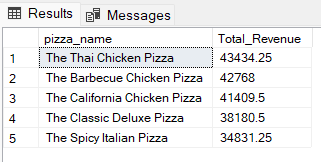 Results Messages
pizza_name Total_Revenue
1 The Thai Chicken Pizza 43434.25
2 The Barbecue Chicken Pizza 42768
3 The California Chicken Pizza 41409.5
4 The Classic Deluxe Pizza 38180.5
5 The Spicy Italian Pizza 34831.25